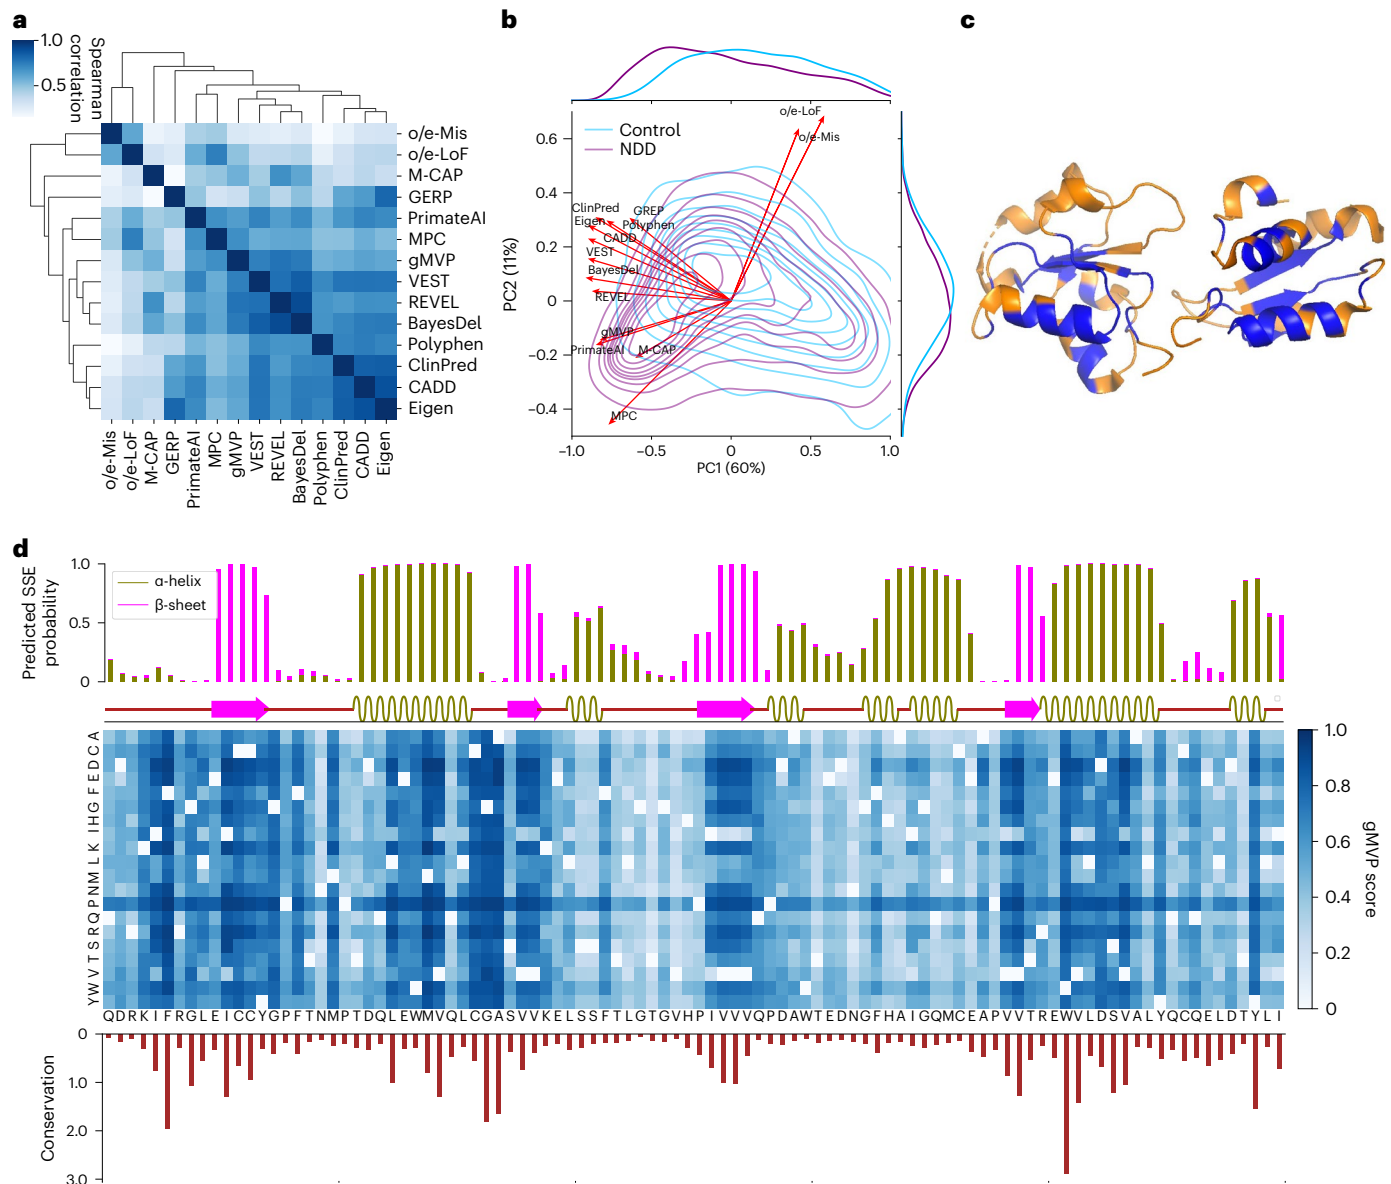 a
1.0
0.5
Spearman
correlation
o/e-Mis
o/e-LoF
M-CAP
GERP
PrimateAI
MPC
gMVP
VEST
REVEL
BayesDel
Polyphen
ClinPred
CADD
Eigen
o/e-Mis
o/e-LoF
M-CAP
GERP
PrimateAI
MPC
gMVP
VEST
REVEL
BayesDel
Polyphen
ClinPred
CADD
Eigen
b
Control
NDD
o/e-LoF
o/e-Mis
ClinPred
GREP
Eigen
Polyphen
CADD
VEST
BayesDel
REVEL
gMVP
PrimateAI
M-CAP
MPC
0.6
0.4
0.2
0
−0.2
−0.4
PC2 (11%)
−1.0
−0.5
0
0.5
1.0
PC1 (60%)
c
d
Predicted SSE
probability
1.0
0.5
0
α-helix
β-sheet
A
C
D
E
F
G
H
I
K
L
M
N
P
Q
R
S
T
V
W
Y
QDRKIFRGLEICCYGPFTNMPTDQLEWMVQLCGASVVKELSSFTLGTGVHPIVVVQPDAWTEDNGFHAIGQMCEAPVVTREWVLDSVALYQCQELDTYLI
1.0
0.8
0.6
0.4
0.2
0
gMVP score
Conservation
0
1.0
2.0
3.0